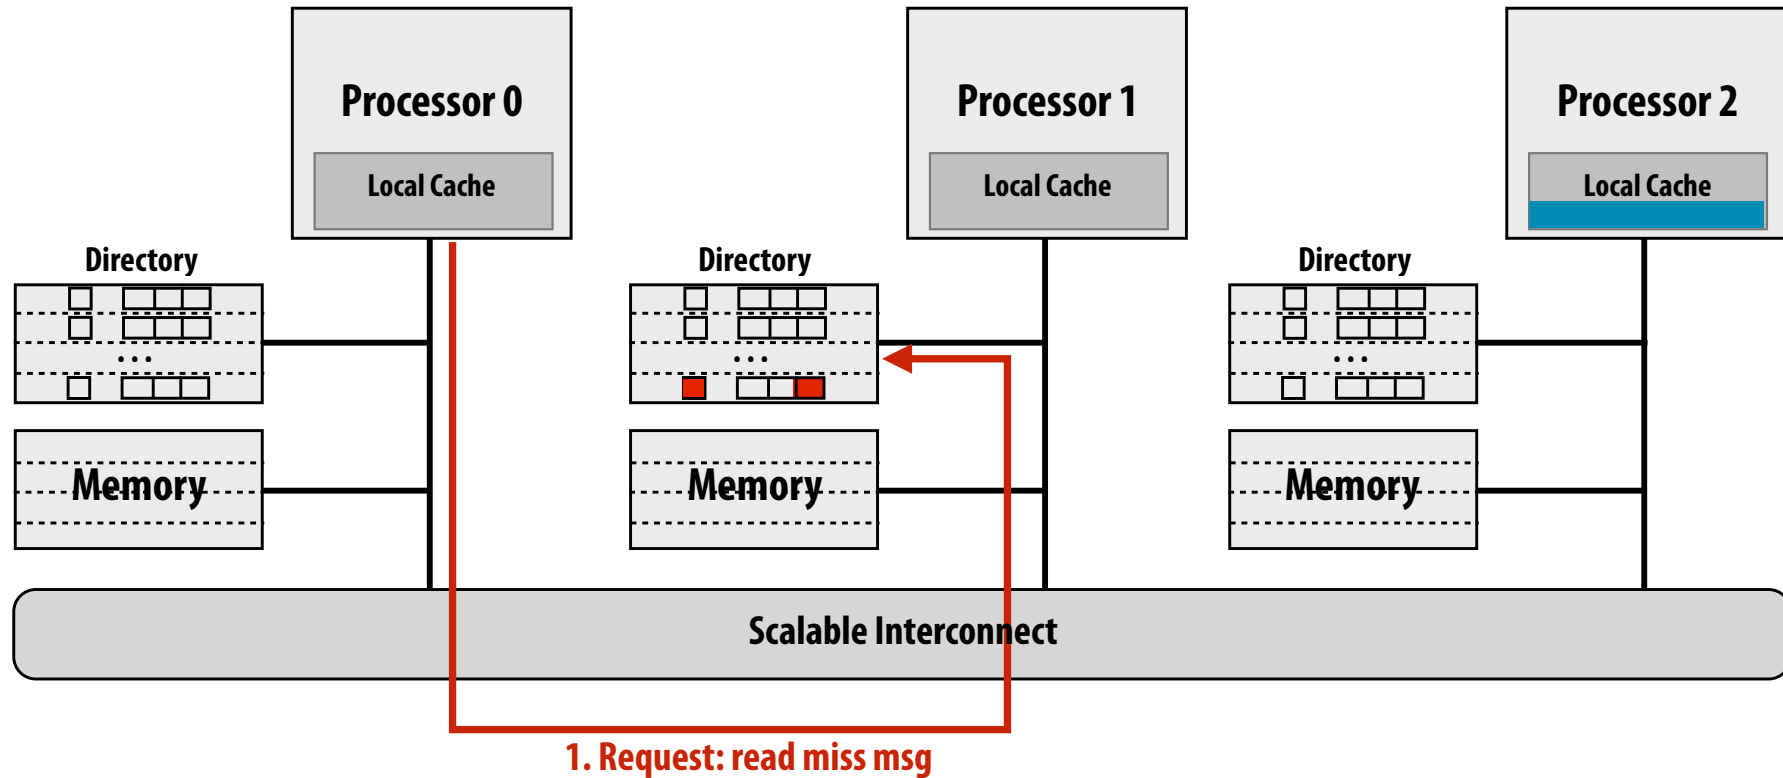 Processor 0
Processor 1
Processor 2
Local Cache
Local Cache
Local Cache
Directory
Directory
Directory
...
...
...
Memory
Memory
Memory
Scalable Interconnect
1. Request: read miss msg